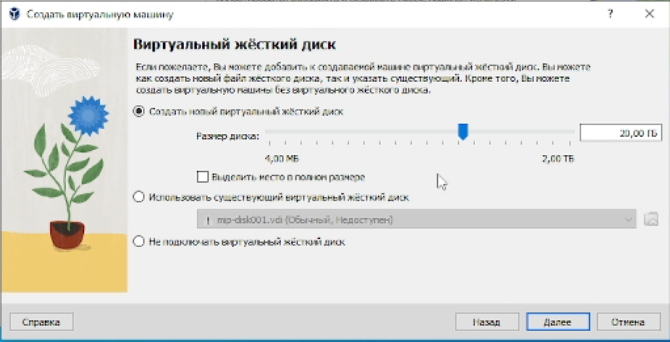 Создать виртуальную машину
Виртуальный жёсткий диск
Если пожелаете, Вы можете добавить к создаваемой машине виртуальный жёсткий диск. Вы можете
как создать новый файл жёсткого диска, так и указать существующий. Кроме того, Вы можете
создать виртуальную машины без виртуального жёсткого диска.
Создать новый виртуальный жёсткий диск
Размер диска:
20,00 ТБ
4,00 МБ
2,00 ТБ
Выделить место в полном размере
Использовать существующий виртуальный жёсткий диск
mp-disk001.vdi (Обычный, Недоступен)
Не подключать виртуальный жёсткий диск
Справка
Назад
Далее
Отмена